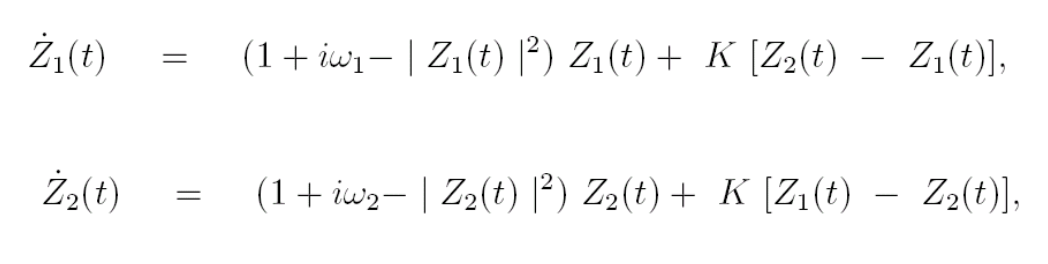 Ż₁(t) = (1 + iω₁− | Z₁(t) |²) Z₁(t) + K [Z₂(t) − Z₁(t)],
Ż₂(t) = (1 + iω₂− | Z₂(t) |²) Z₂(t) + K [Z₁(t) − Z₂(t)],